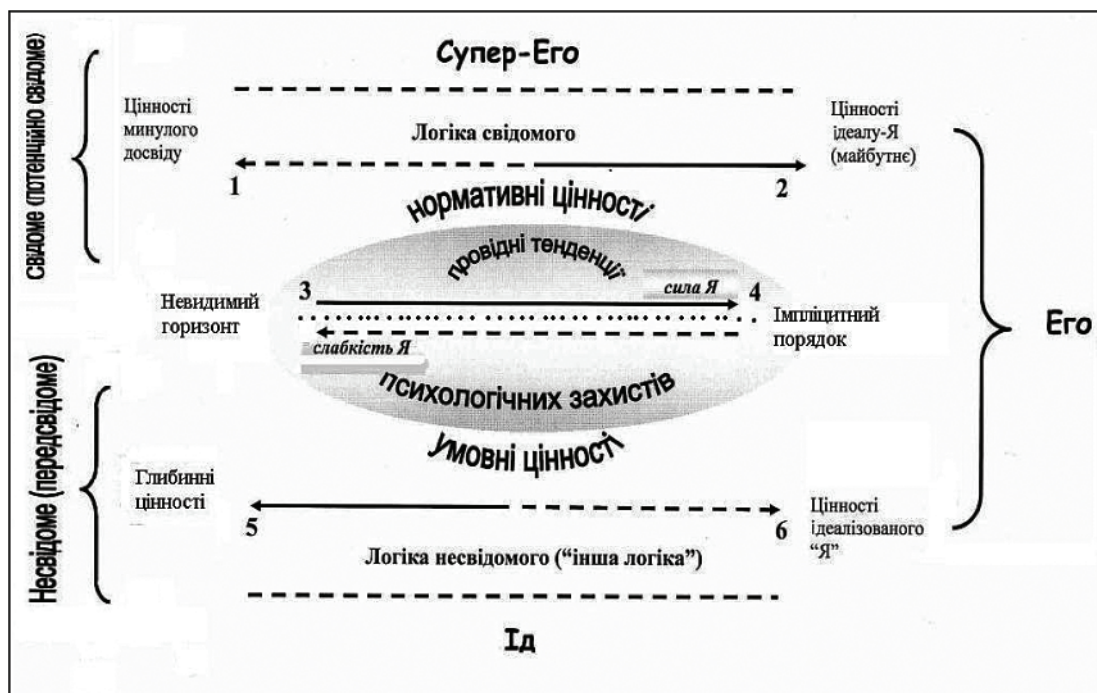 Супер-Его
свідоме (потенційно свідоме)
Цінності
минулого
досвіду
Логіка свідомого
Цінності
ідеалу-Я
(майбутнє)
1
2
нормативні цінності
провідні тенденції
сила Я
3
4
Невидимий
горизонт
Імпліцитний
порядок
Его
слабкість Я
психологічних захистів
умовні цінності
Несвідоме (передсвідоме)
Глибинні
цінності
5
6
Цінності
ідеалізованого
“Я”
Логіка несвідомого (“інша логіка”)
Ід